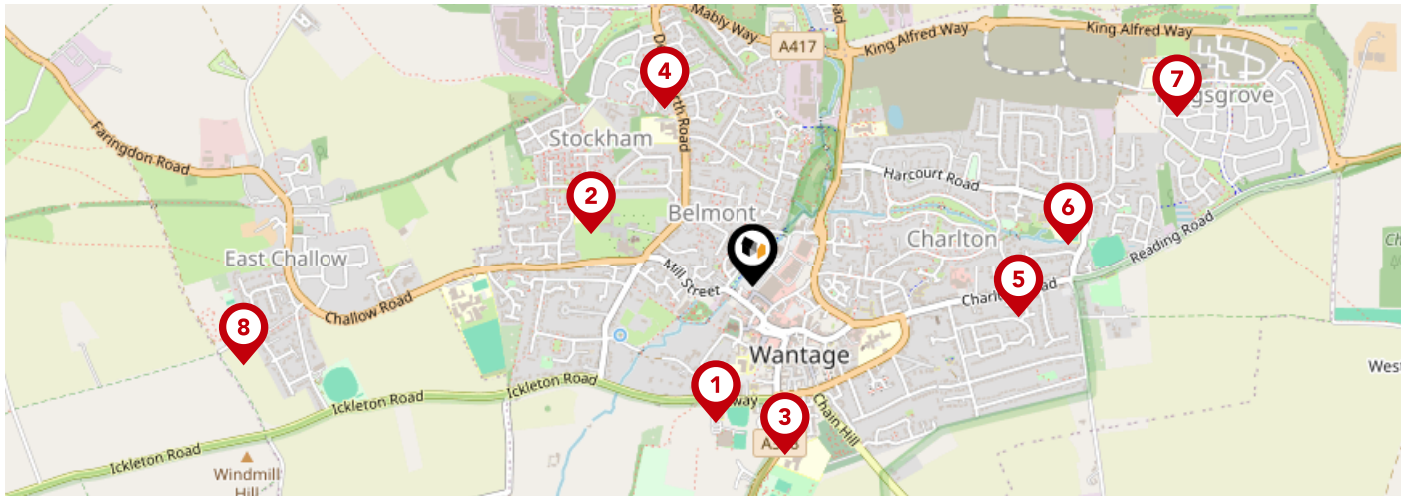 Mably Way
A417
King Alfred Way
King Alfred Way
4
7
Faringdon Road
Stockham
Harcourt Road
2
6
Belmont
Charlton
Reading Road
East Challow
Mill Street
5
Challow Road
8
Wantage
West
1
Ickleton Road
Ickleton Road
3
Chain Hill
Ickleton Road
Windmill
Hill